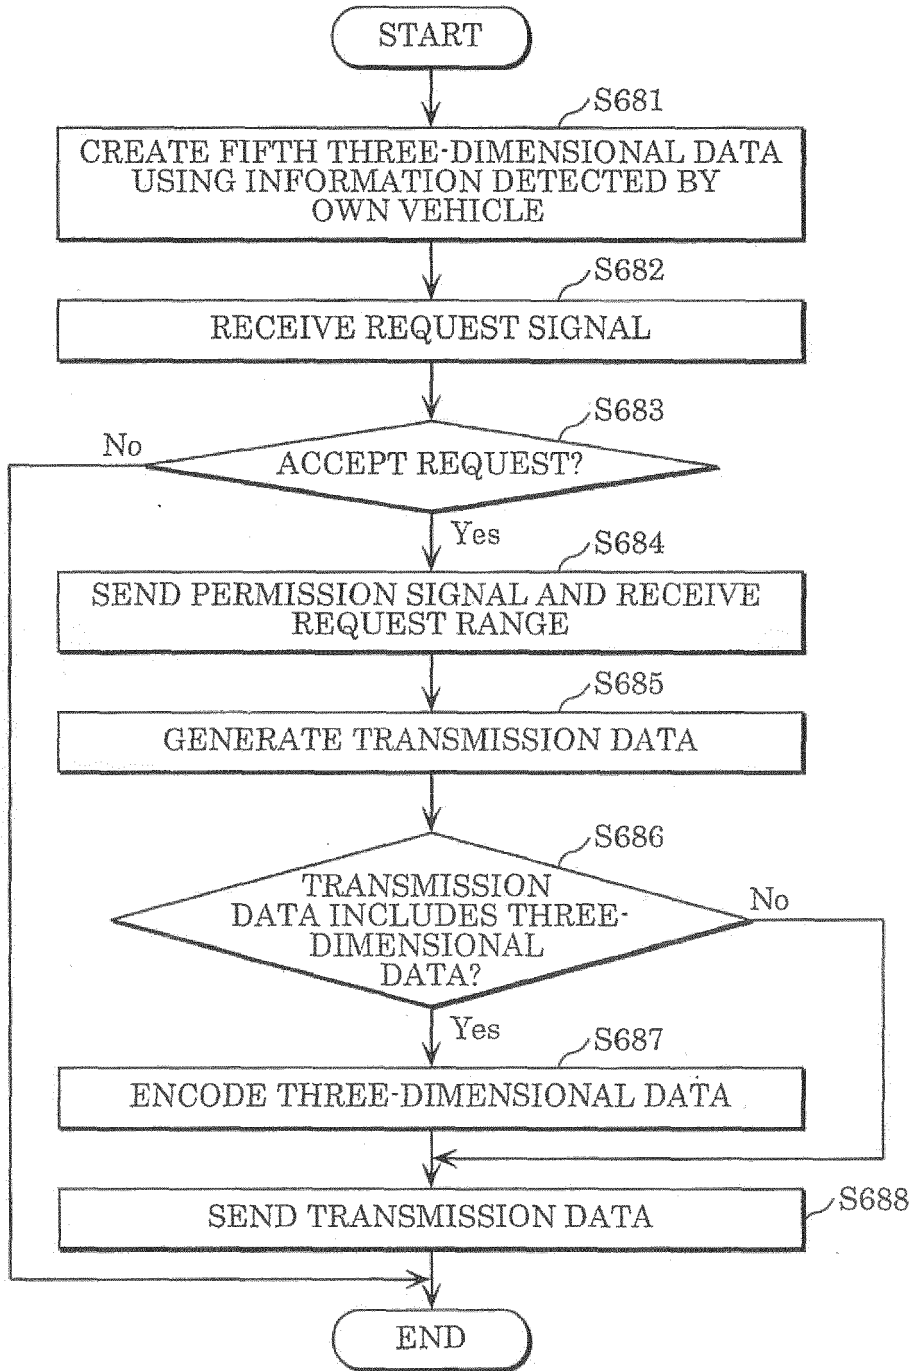 START
S681
CREATE FIFTH THREE-DIMENSIONAL DATA
USING INFORMATION DETECTED BY
OWN VEHICLE
S682
RECEIVE REQUEST SIGNAL
S683
No
ACCEPT REQUEST?
Yes
S684
SEND PERMISSION SIGNAL AND RECEIVE
REQUEST RANGE
S685
GENERATE TRANSMISSION DATA
S686
TRANSMISSION
DATA INCLUDES THREE-
DIMENSIONAL
DATA?
No
Yes
S687
ENCODE THREE-DIMENSIONAL DATA
S688
SEND TRANSMISSION DATA
END